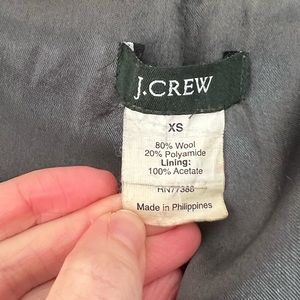 J.CREW
XS
80% Wool
20% Polyamide
Lining:
100% Acetate
RN77388
Made in Philippines